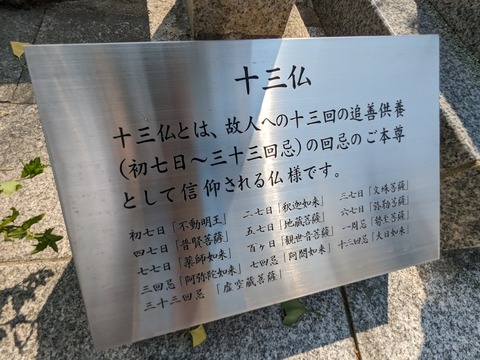 十三仏
十三仏とは、故人への十三回の追善供養
(初七日〜三十三回忌)の回忌のご本尊
として信仰される仏様です。
初七日「不動明王」 二七日「釈迦如来」 三七日「文殊菩薩」
四七日「普賢菩薩」 五七日「地蔵菩薩」 六七日「弥勒菩薩」
七七日「薬師如来」 百ヶ日「観世音菩薩」 一周忌「勢至菩薩」
三回忌「阿弥陀如来」 七回忌「阿閦如来」 十三回忌「大日如来」
三十三回忌「虚空蔵菩薩」